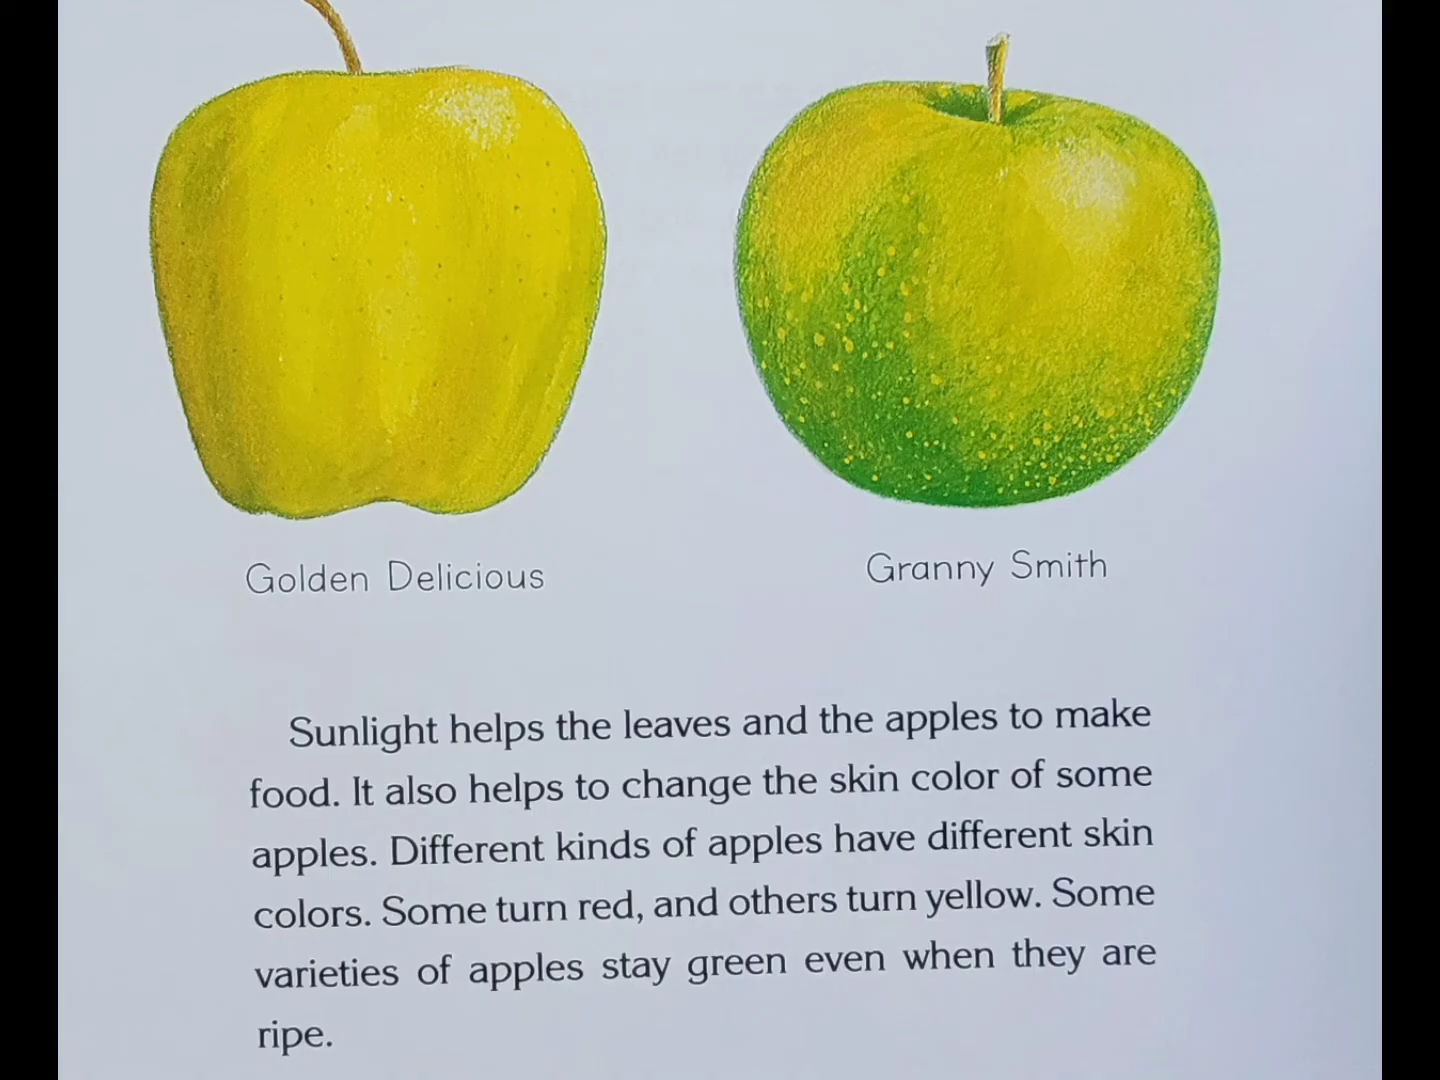 Golden Delicious
Granny Smith
Sunlight helps the leaves and the apples to make
food. It also helps to change the skin color of some
apples. Different kinds of apples have different skin
colors. Some turn red, and others turn yellow. Some
varieties of apples stay green even when they are
ripe.